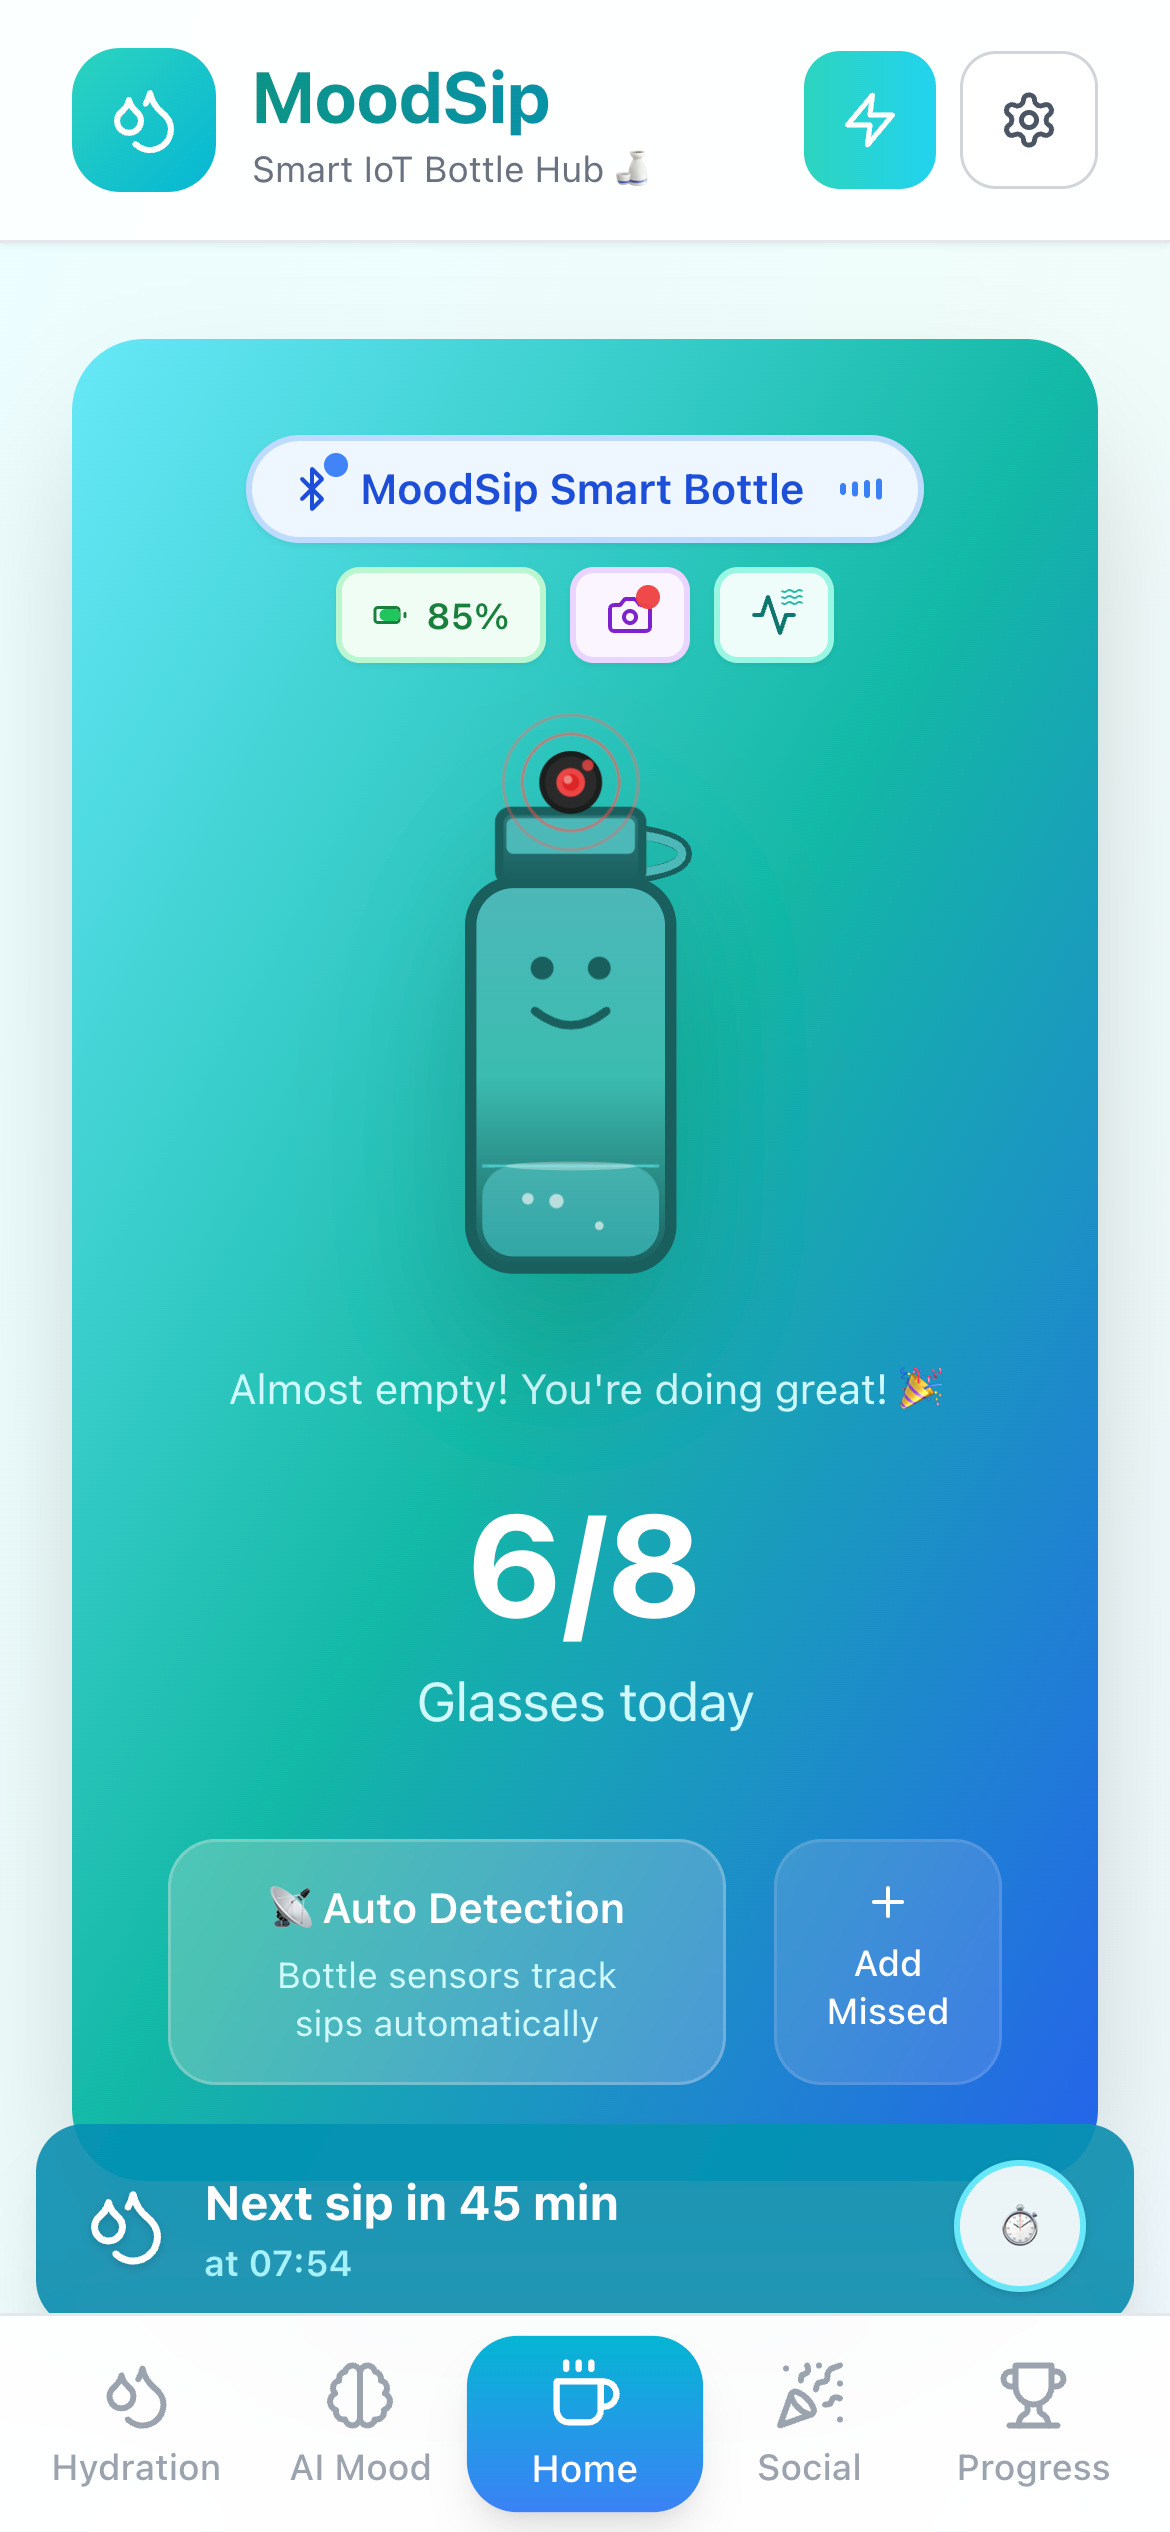 MoodSip
Smart IoT Bottle Hub 🍶
MoodSip Smart Bottle
85%
Almost empty! You're doing great! 🎉
6/8
Glasses today
📡 Auto Detection
Bottle sensors track
sips automatically
Add
Missed
Next sip in 45 min
at 07:54
Hydration
AI Mood
Home
Social
Progress